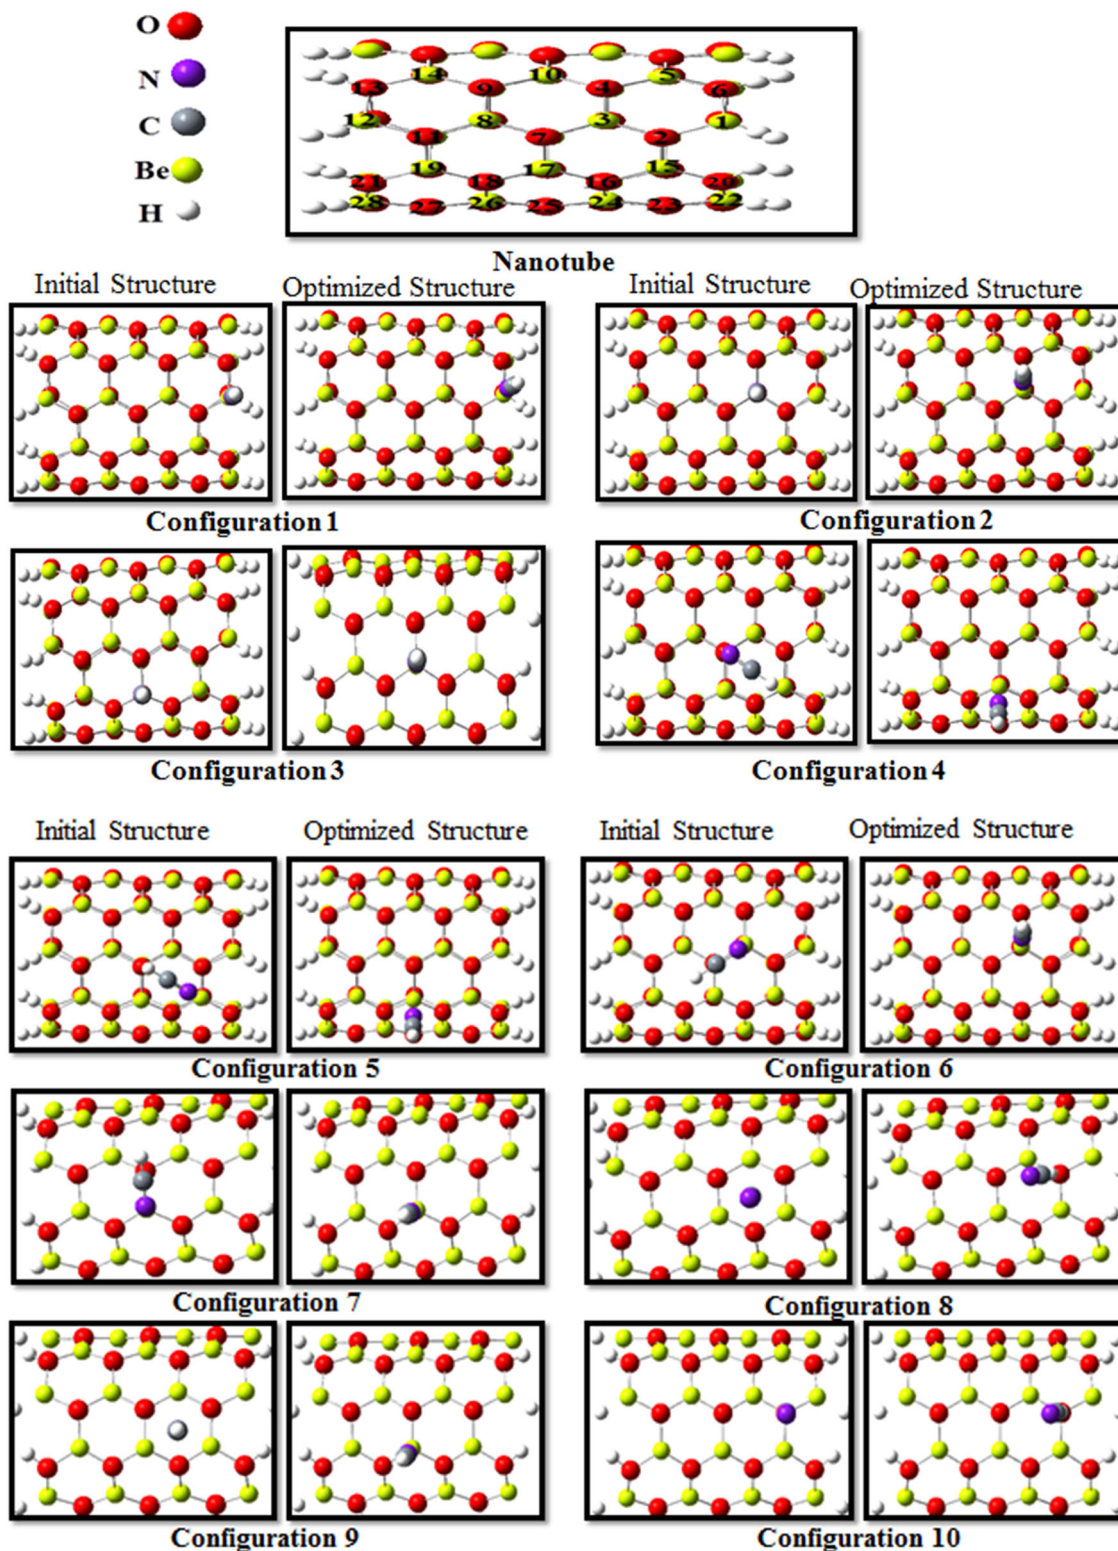 O
N
C
Be
H
14 10 5
13 9 4 6
12 8 3 1
11 7 2
19 17 15
21 18 16 20
28 27 26 25 24 23 22
Nanotube
Initial Structure Optimized Structure Initial Structure Optimized Structure
Configuration 1 Configuration 2
Configuration 3 Configuration 4
Initial Structure Optimized Structure Initial Structure Optimized Structure
Configuration 5 Configuration 6
Configuration 7 Configuration 8
Configuration 9 Configuration 10